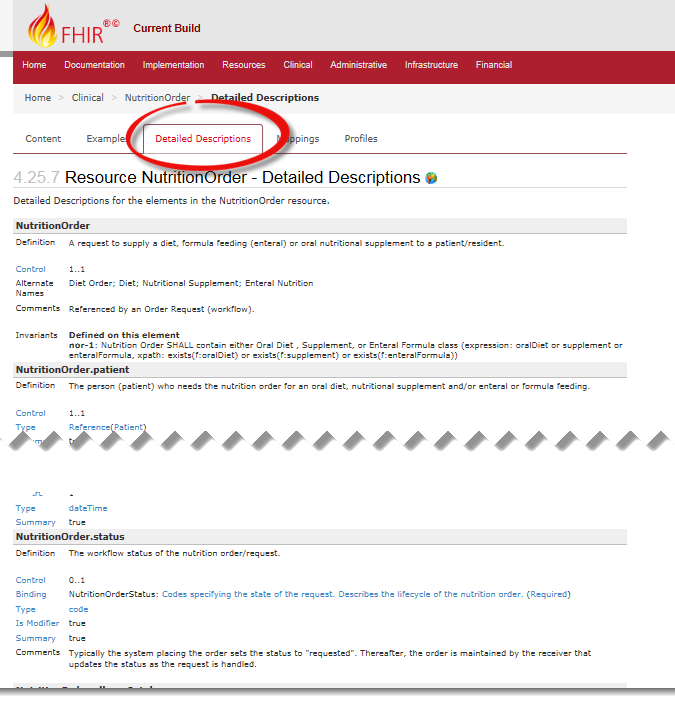 FHIR®©
Current Build
Home Documentation Implementation Resources Clinical Administrative Infrastructure Financial
Home > Clinical > NutritionOrder > Detailed Descriptions
Content Examples Detailed Descriptions Mappings Profiles
4.25.7 Resource NutritionOrder - Detailed Descriptions
Detailed Descriptions for the elements in the NutritionOrder resource.
NutritionOrder
Definition A request to supply a diet, formula feeding (enteral) or oral nutritional supplement to a patient/resident.
Control 1..1
Alternate Diet Order; Diet; Nutritional Supplement; Enteral Nutrition
Names
Comments Referenced by an Order Request (workflow).
Invariants Defined on this element
nor-1: Nutrition Order SHALL contain either Oral Diet , Supplement, or Enteral Formula class (expression: oralDiet or supplement or
enteralFormula, xpath: exists(f:oralDiet) or exists(f:supplement) or exists(f:enteralFormula))
NutritionOrder.patient
Definition The person (patient) who needs the nutrition order for an oral diet, nutritional supplement and/or enteral or formula feeding.
Control 1..1
Type Reference(Patient)
Type dateTime
Summary true
NutritionOrder.status
Definition The workflow status of the nutrition order/request.
Control 0..1
Binding NutritionOrderStatus: Codes specifying the state of the request. Describes the lifecycle of the nutrition order. (Required)
Type code
Is Modifier true
Summary true
Comments Typically the system placing the order sets the status to "requested". Thereafter, the order is maintained by the receiver that
updates the status as the request is handled.